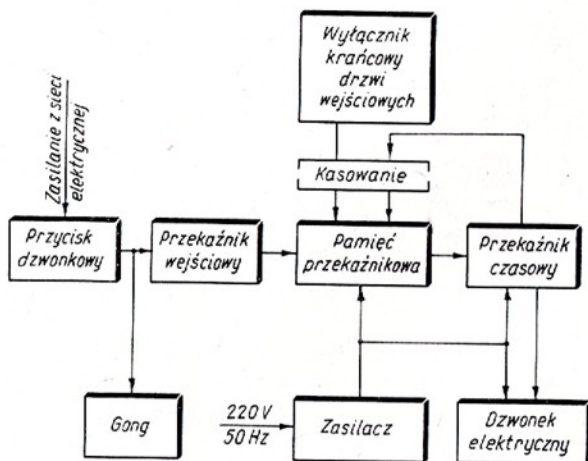 Wyłącznik
krańcowy
drzwi
wejściowych
Zasilanie z sieci
elektrycznej
Kasowanie
Przycisk
dzwonkowy
Przekaźnik
wejściowy
Pamięć
przekaźnikowa
Przekaźnik
czasowy
Gong
220 V
50 Hz
Zasilacz
Dzwonek
elektryczny